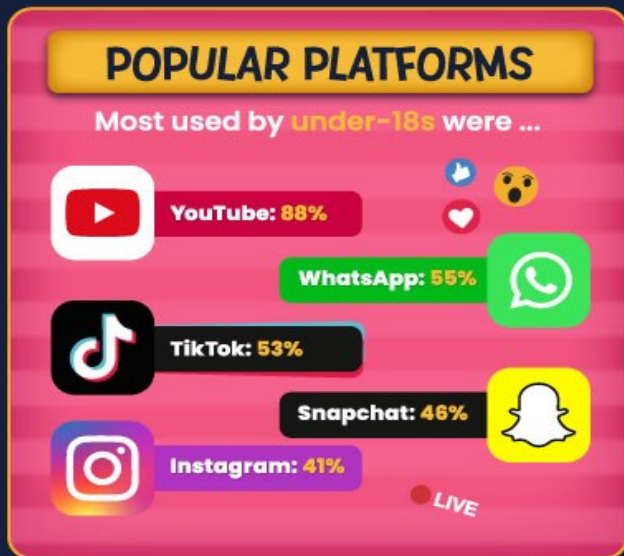 POPULAR PLATFORMS
Most used by under-18s were ...
YouTube: 88%
WhatsApp: 55%
TikTok: 53%
Snapchat: 46%
Instagram: 41%
LIVE